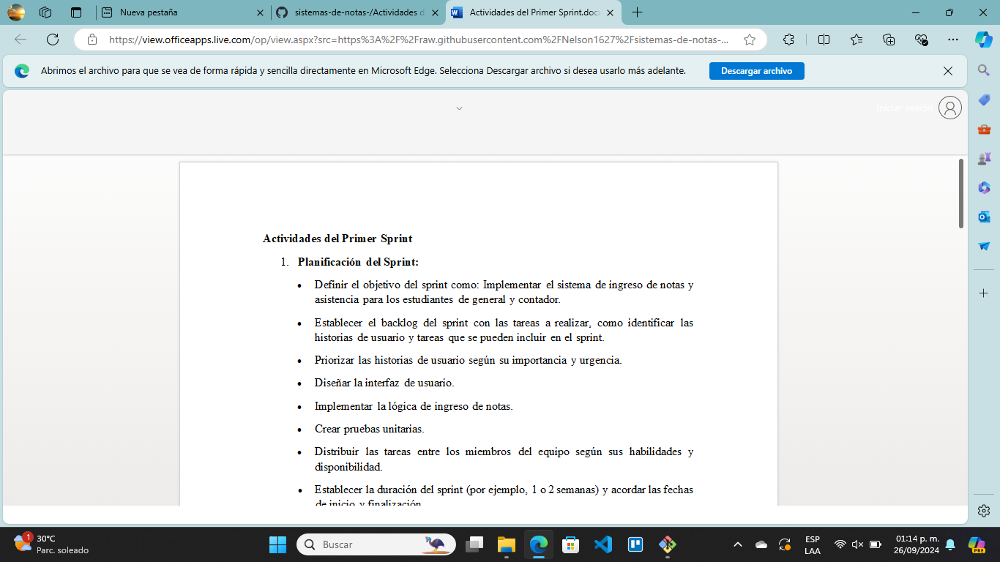 Nueva pestaña
sistemas-de-notas-/Actividades d
Actividades del Primer Sprint.doc
https://view.officeapps.live.com/op/view.aspx?src=https%3A%2F%2Fraw.githubusercontent.com%2FNelson1627%2Fsistemas-de-notas-...
Abrimos el archivo para que se vea de forma rápida y sencilla directamente en Microsoft Edge. Selecciona Descargar archivo si desea usarlo más adelante.
Descargar archivo
Iniciar sesión
Actividades del Primer Sprint
1. Planificación del Sprint:
• Definir el objetivo del sprint como: Implementar el sistema de ingreso de notas y
asistencia para los estudiantes de general y contador.
• Establecer el backlog del sprint con las tareas a realizar, como identificar las
historias de usuario y tareas que se pueden incluir en el sprint.
• Priorizar las historias de usuario según su importancia y urgencia.
• Diseñar la interfaz de usuario.
• Implementar la lógica de ingreso de notas.
• Crear pruebas unitarias.
• Distribuir las tareas entre los miembros del equipo según sus habilidades y
disponibilidad.
• Establecer la duración del sprint (por ejemplo, 1 o 2 semanas) y acordar las fechas
de inicio y finalización
1
30°C
Parc. soleado
Buscar
ESP
LAA
01:14 p. m.
26/09/2024
PRE